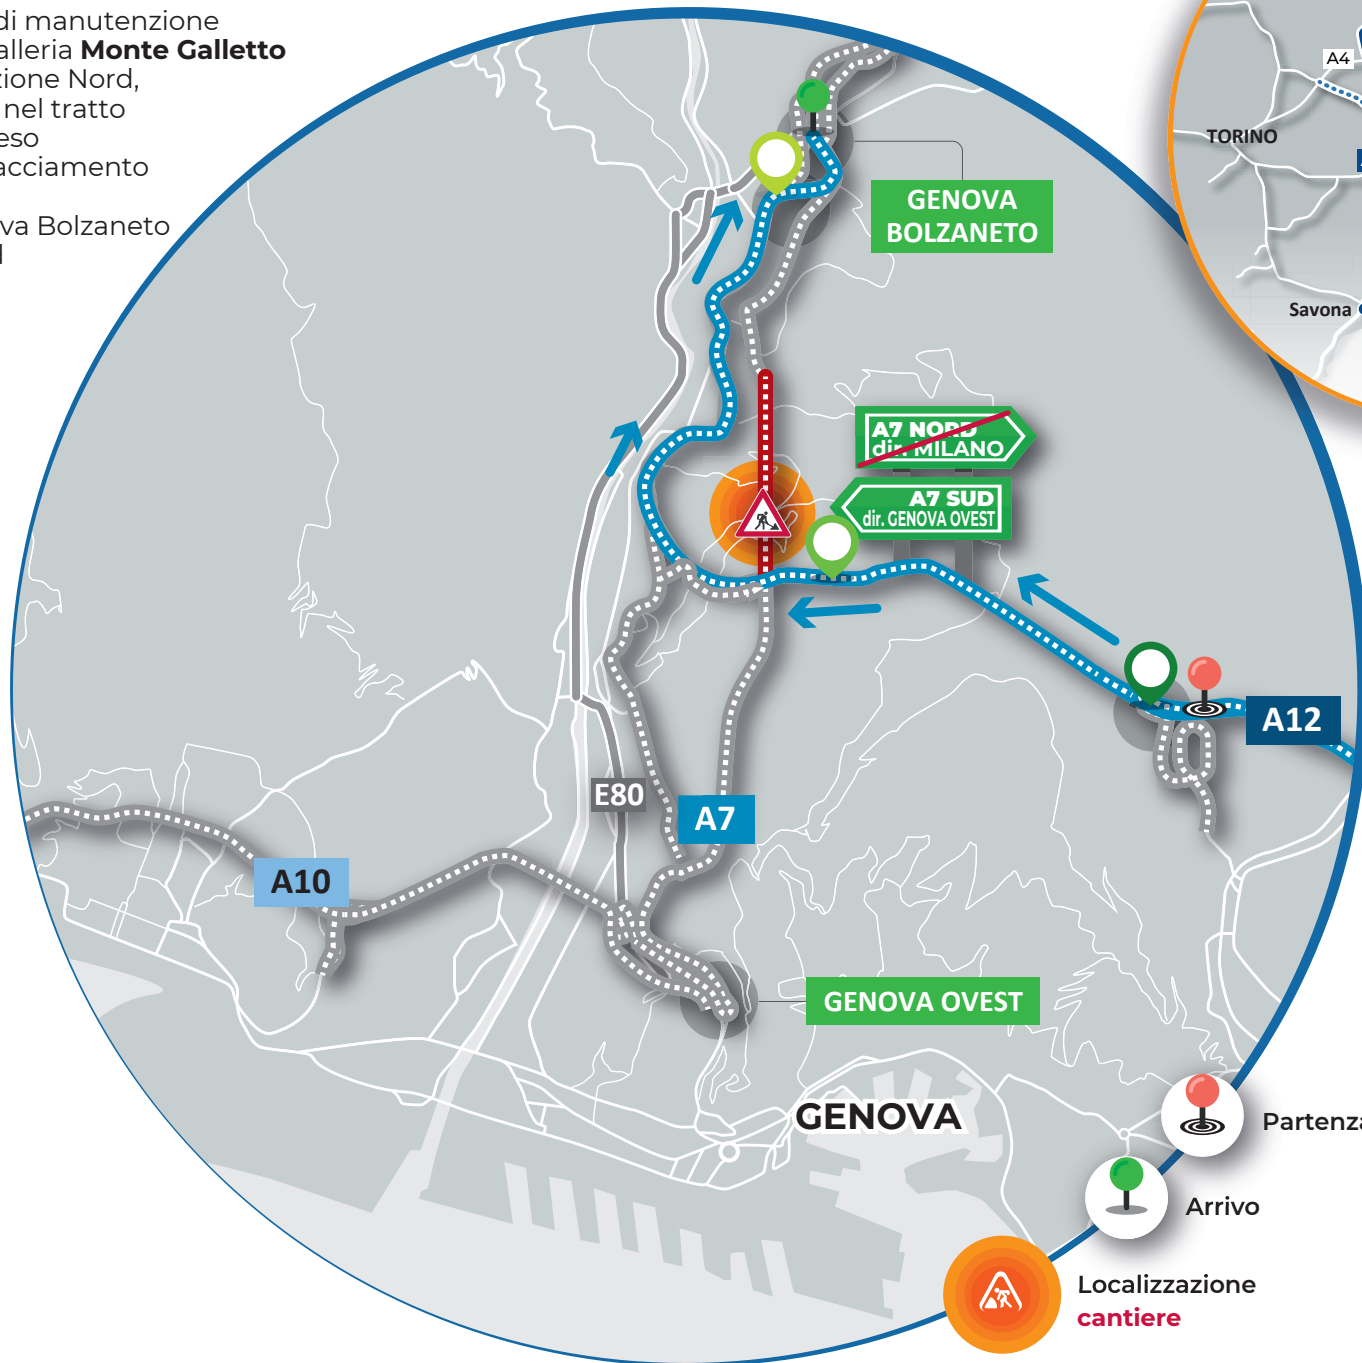 di manutenzione
alleria Monte Galletto
zione Nord,
nel tratto
eso
acciamento
va Bolzaneto
A4
TORINO
Savona
GENOVA
BOLZANETO
A7 NORD
dir. MILANO
A7 SUD
dir. GENOVA OVEST
A12
E80
A7
A10
GENOVA OVEST
GENOVA
Partenza
Arrivo
Localizzazione
cantiere